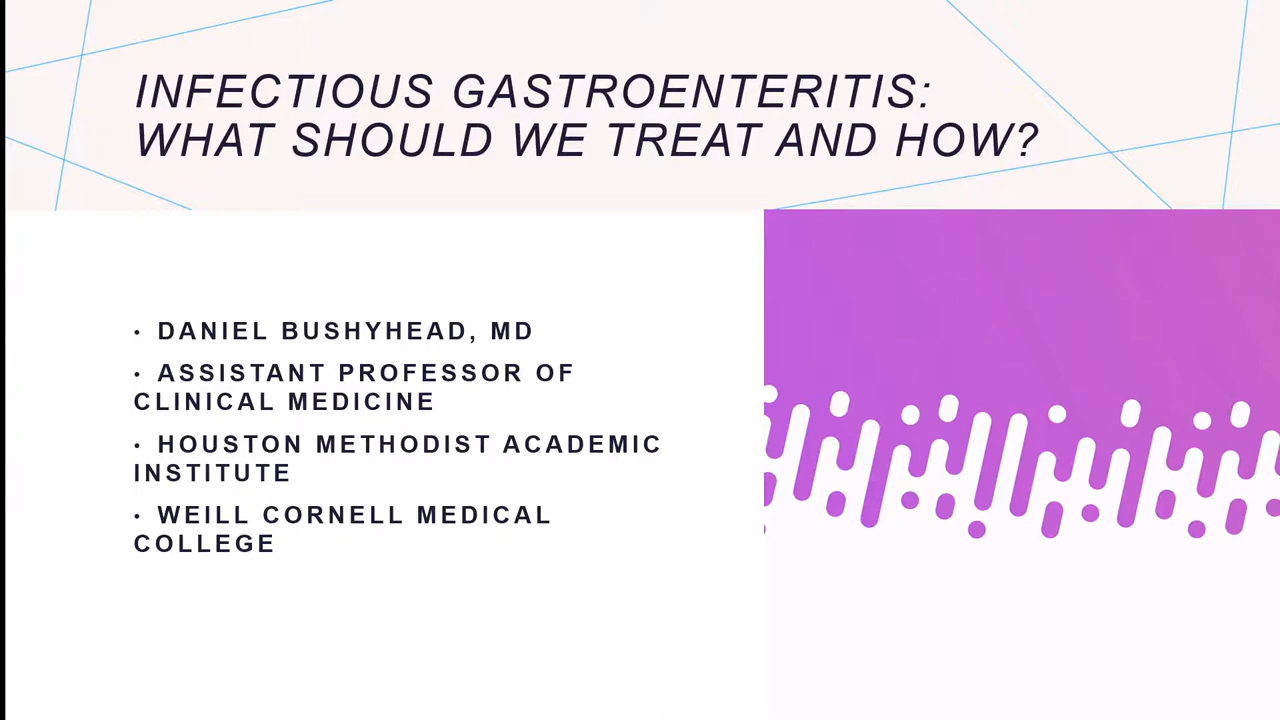 INFECTIOUS GASTROENTERITIS:
WHAT SHOULD WE TREAT AND HOW?
• DANIEL BUSHYHEAD, MD
• ASSISTANT PROFESSOR OF
CLINICAL MEDICINE
• HOUSTON METHODIST ACADEMIC
INSTITUTE
• WEILL CORNELL MEDICAL
COLLEGE